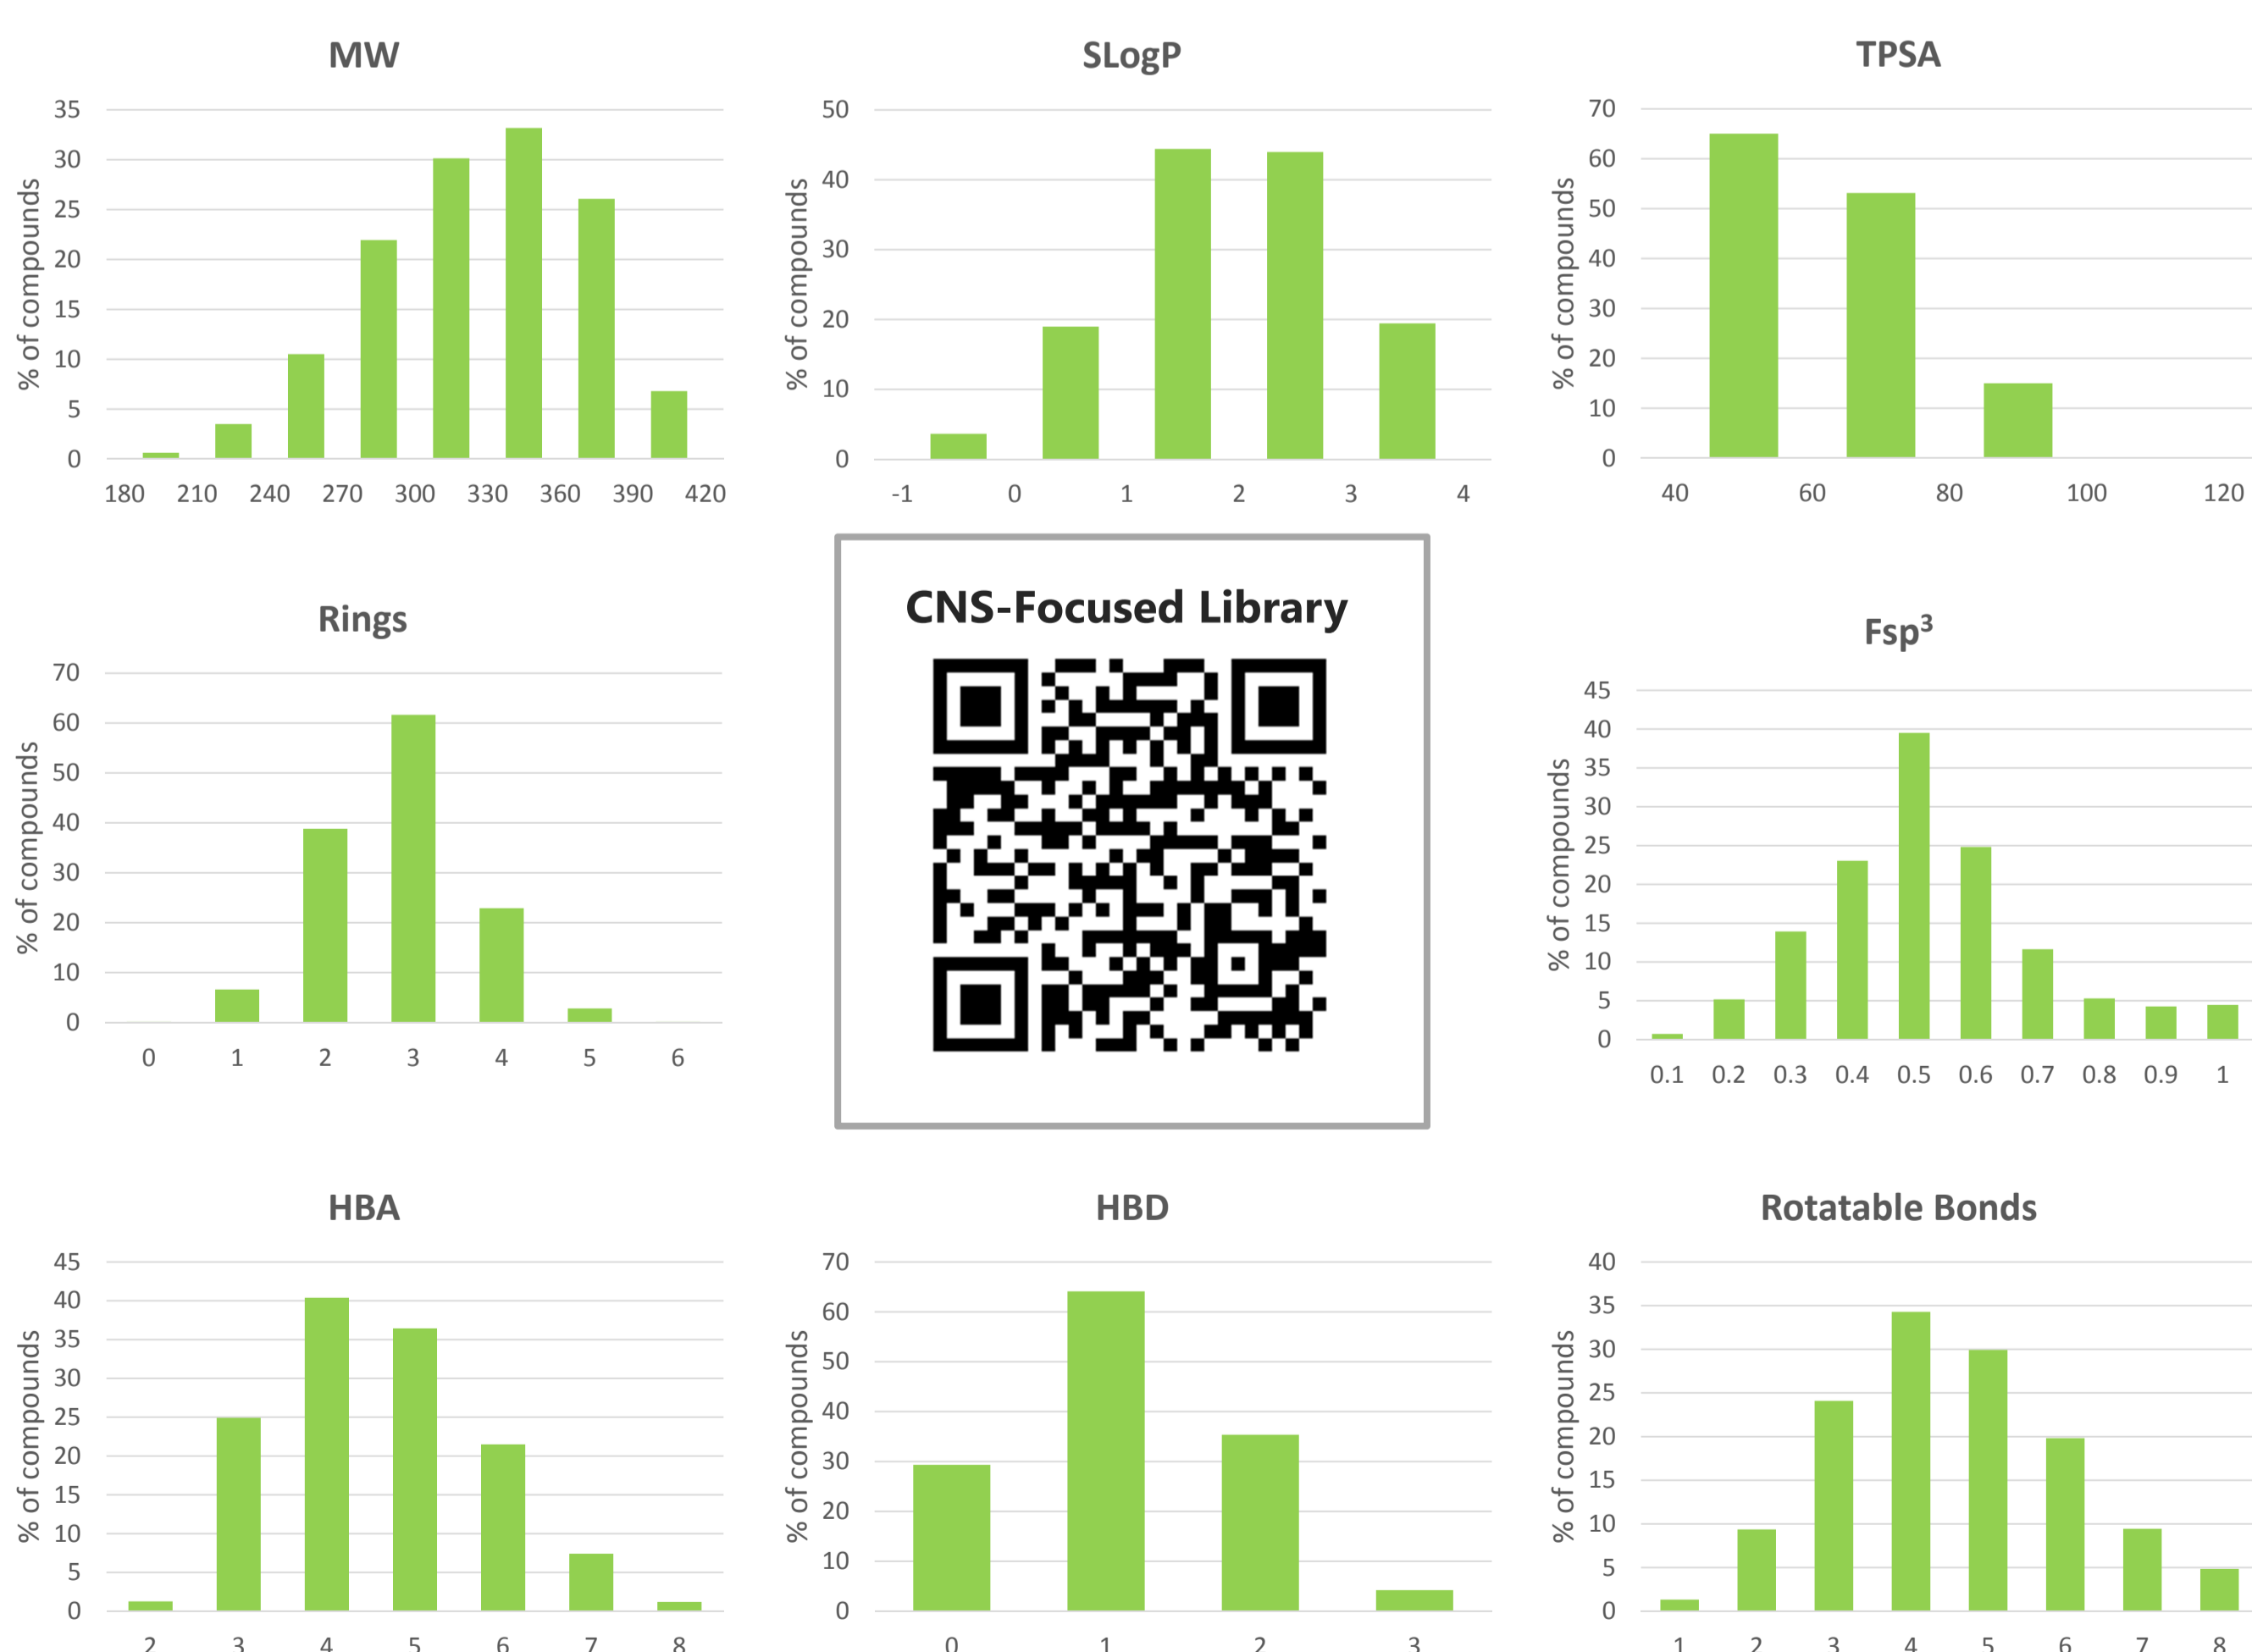 MW
% of compounds
35
30
25
20
15
10
5
0
180 210 240 270 300 330 360 390 420
SLogP
% of compounds
50
40
30
20
10
0
-1 0 1 2 3 4
TPSA
% of compounds
70
60
50
40
30
20
10
0
40 60 80 100 120
Rings
% of compounds
70
60
50
40
30
20
10
0
0 1 2 3 4 5 6
CNS-Focused Library
Fsp³
% of compounds
45
40
35
30
25
20
15
10
5
0
0.1 0.2 0.3 0.4 0.5 0.6 0.7 0.8 0.9 1
HBA
% of compounds
45
40
35
30
25
20
15
10
5
0
2 3 4 5 6 7 8
HBD
% of compounds
70
60
50
40
30
20
10
0
0 1 2 3
Rotatable Bonds
% of compounds
40
35
30
25
20
15
10
5
0
1 2 3 4 5 6 7 8